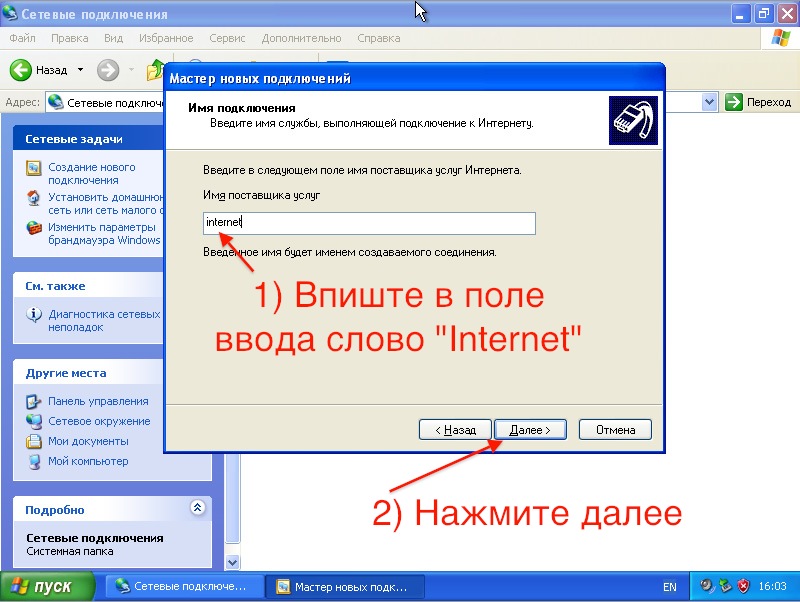 Сетевые подключения
Файл Правка Вид Избранное Сервис Дополнительно Справка
Назад
Адрес: Сетевые подключ
Переход
Сетевые задачи
Создание нового
подключения
Установить домашнюю
сеть или сеть малого о
Изменить параметры
брандмауэра Windows
См. также
Диагностика сетевых
неполадок
Другие места
Панель управления
Сетевое окружение
Мои документы
Мой компьютер
Подробно
Сетевые подключения
Системная папка
Мастер новых подключений
Имя подключения
Введите имя службы, выполняющей подключение к Интернету.
Введите в следующем поле имя поставщика услуг Интернета.
Имя поставщика услуг
internet
Введенное имя будет именем создаваемого соединения.
1) Впиште в поле
ввода слово "Internet"
< Назад Далее > Отмена
2) Нажмите далее
пуск Сетевые подключе... Мастер новых подк... EN 16:03